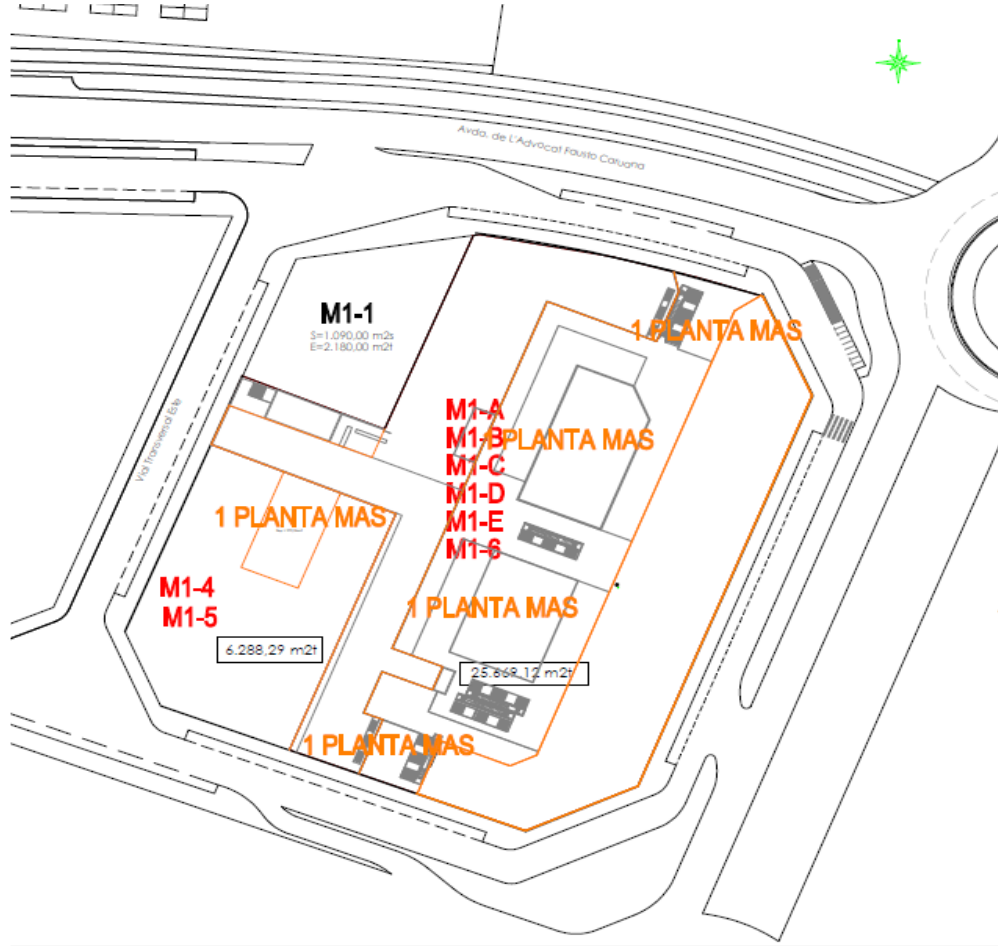 Avda. de L'Advocat Fausto Caruana
M1-1
S=1.090,00 m2s
E=2.180,00 m2t
1 PLANTA MAS
Vial Transversal Este
M1-A
M1-B
1 PLANTA MAS
M1-C
M1-D
M1-E
M1-6
1 PLANTA MAS
M1-4
M1-5
1 PLANTA MAS
6.288,29 m2t
25.669,12 m2t
1 PLANTA MAS